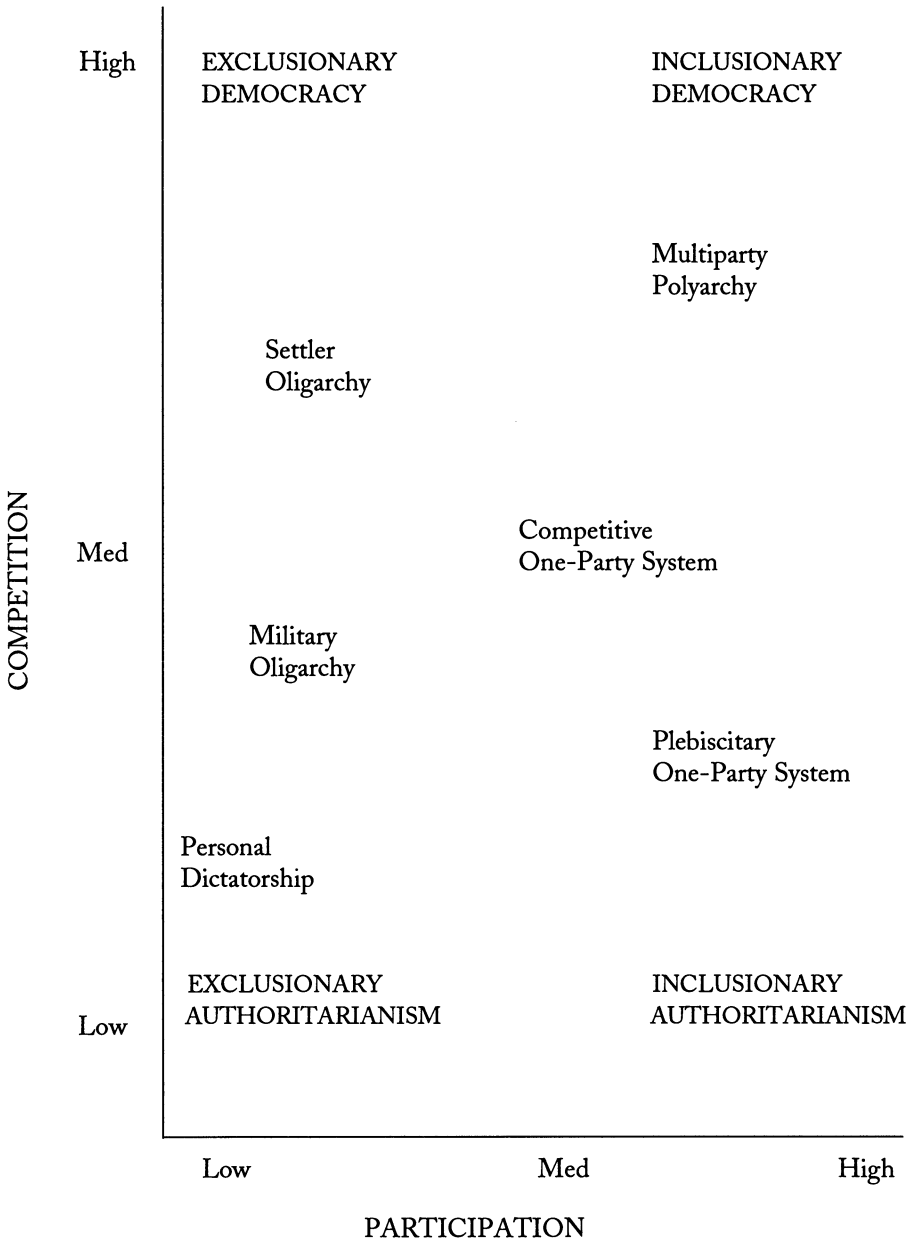 High
EXCLUSIONARY
DEMOCRACY
INCLUSIONARY
DEMOCRACY
Multiparty
Polyarchy
Settler
Oligarchy
COMPETITION
Med
Competitive
One-Party System
Military
Oligarchy
Plebiscitary
One-Party System
Personal
Dictatorship
EXCLUSIONARY
AUTHORITARIANISM
INCLUSIONARY
AUTHORITARIANISM
Low
Low
Med
High
PARTICIPATION